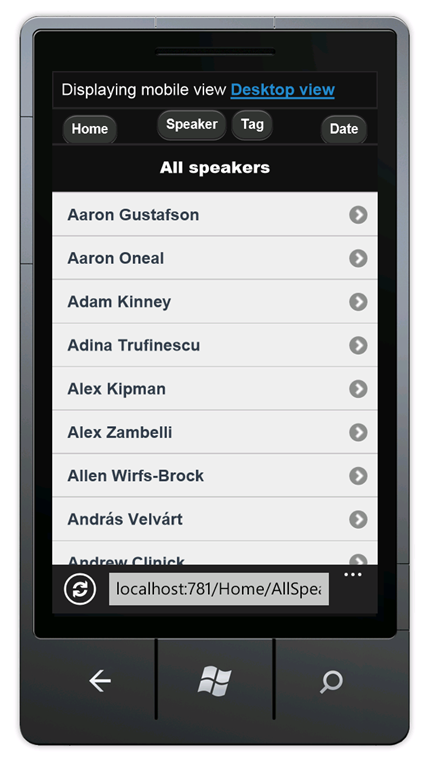 Displaying mobile view Desktop view
Home Speaker Tag Date
All speakers
Aaron Gustafson
Aaron Oneal
Adam Kinney
Adina Trufinescu
Alex Kipman
Alex Zambelli
Allen Wirfs-Brock
András Velvárt
Andrew Clinick
localhost:781/Home/AllSpea